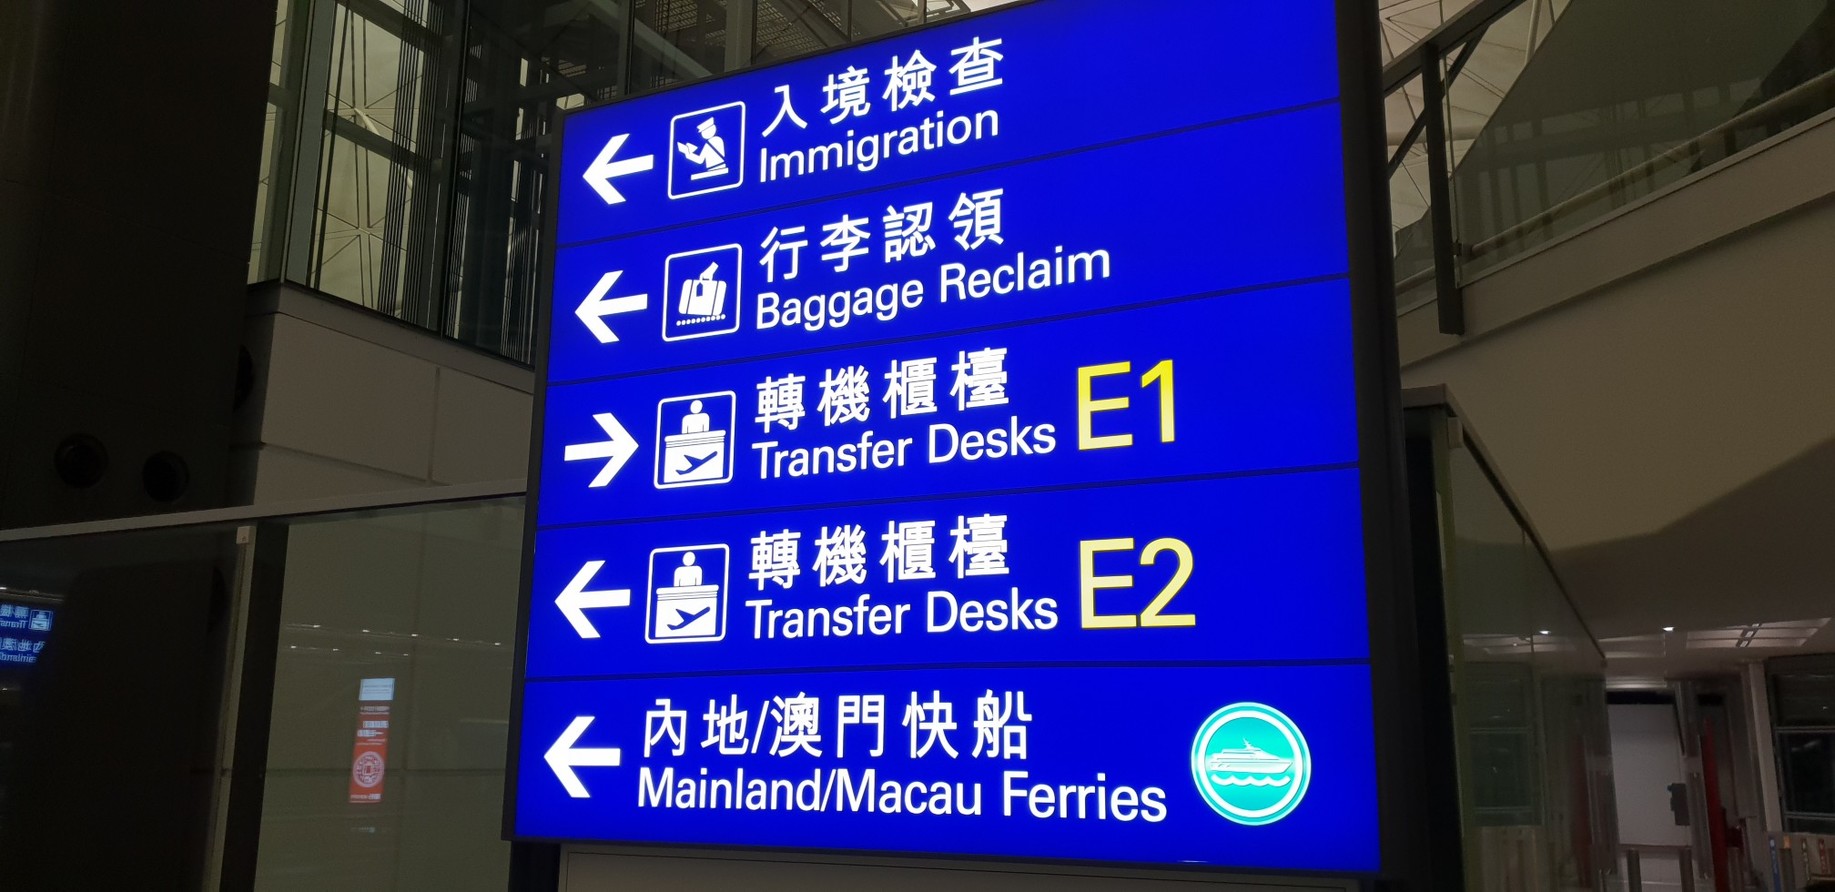 入境檢查
Immigration
行李認領
Baggage Reclaim
轉機櫃檯
Transfer Desks E1
轉機櫃檯
Transfer Desks E2
內地/澳門快船
Mainland/Macau Ferries